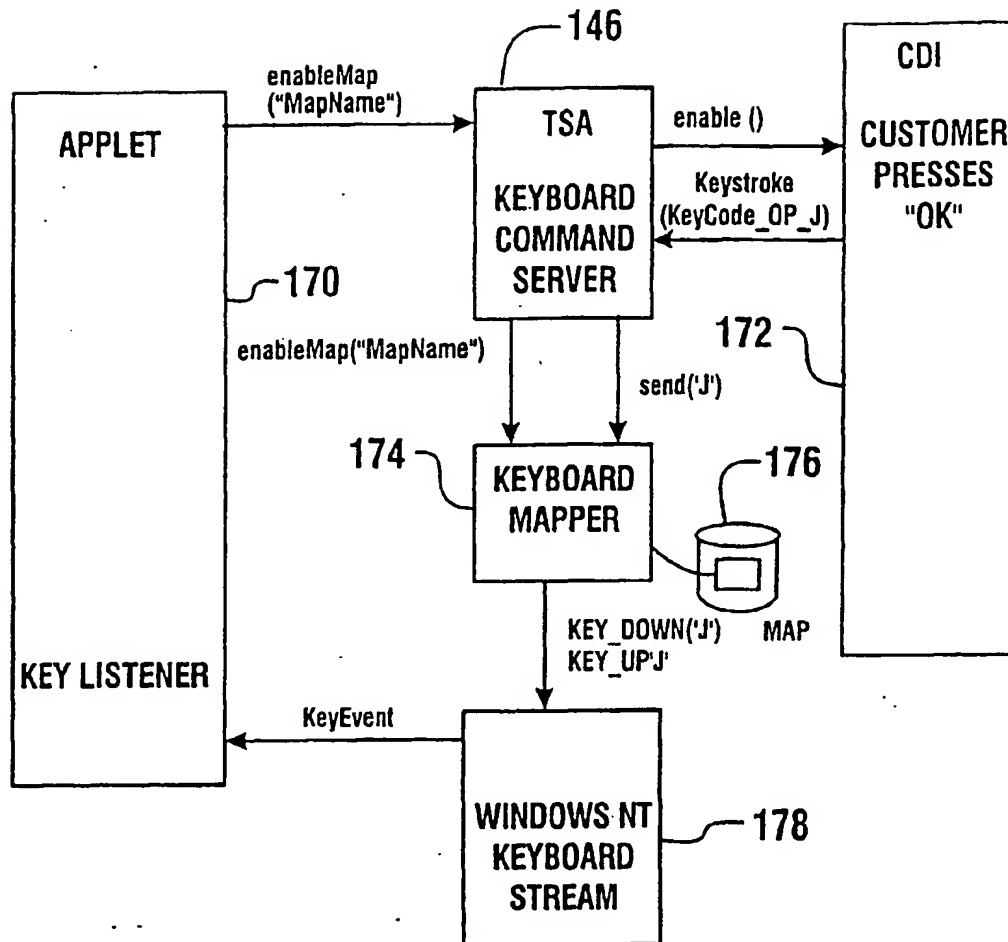 146
enableMap
("MapName")
APPLET
TSA
KEYBOARD
COMMAND
SERVER
enable ()
Keystroke
(KeyCode_OP_J)
CDI
CUSTOMER
PRESSES
"OK"
170
172
enableMap("MapName")
send('J')
174
KEYBOARD
MAPPER
176
MAP
KEY_DOWN('J')
KEY_UP'J'
KEY LISTENER
KeyEvent
WINDOWS NT
KEYBOARD
STREAM
178